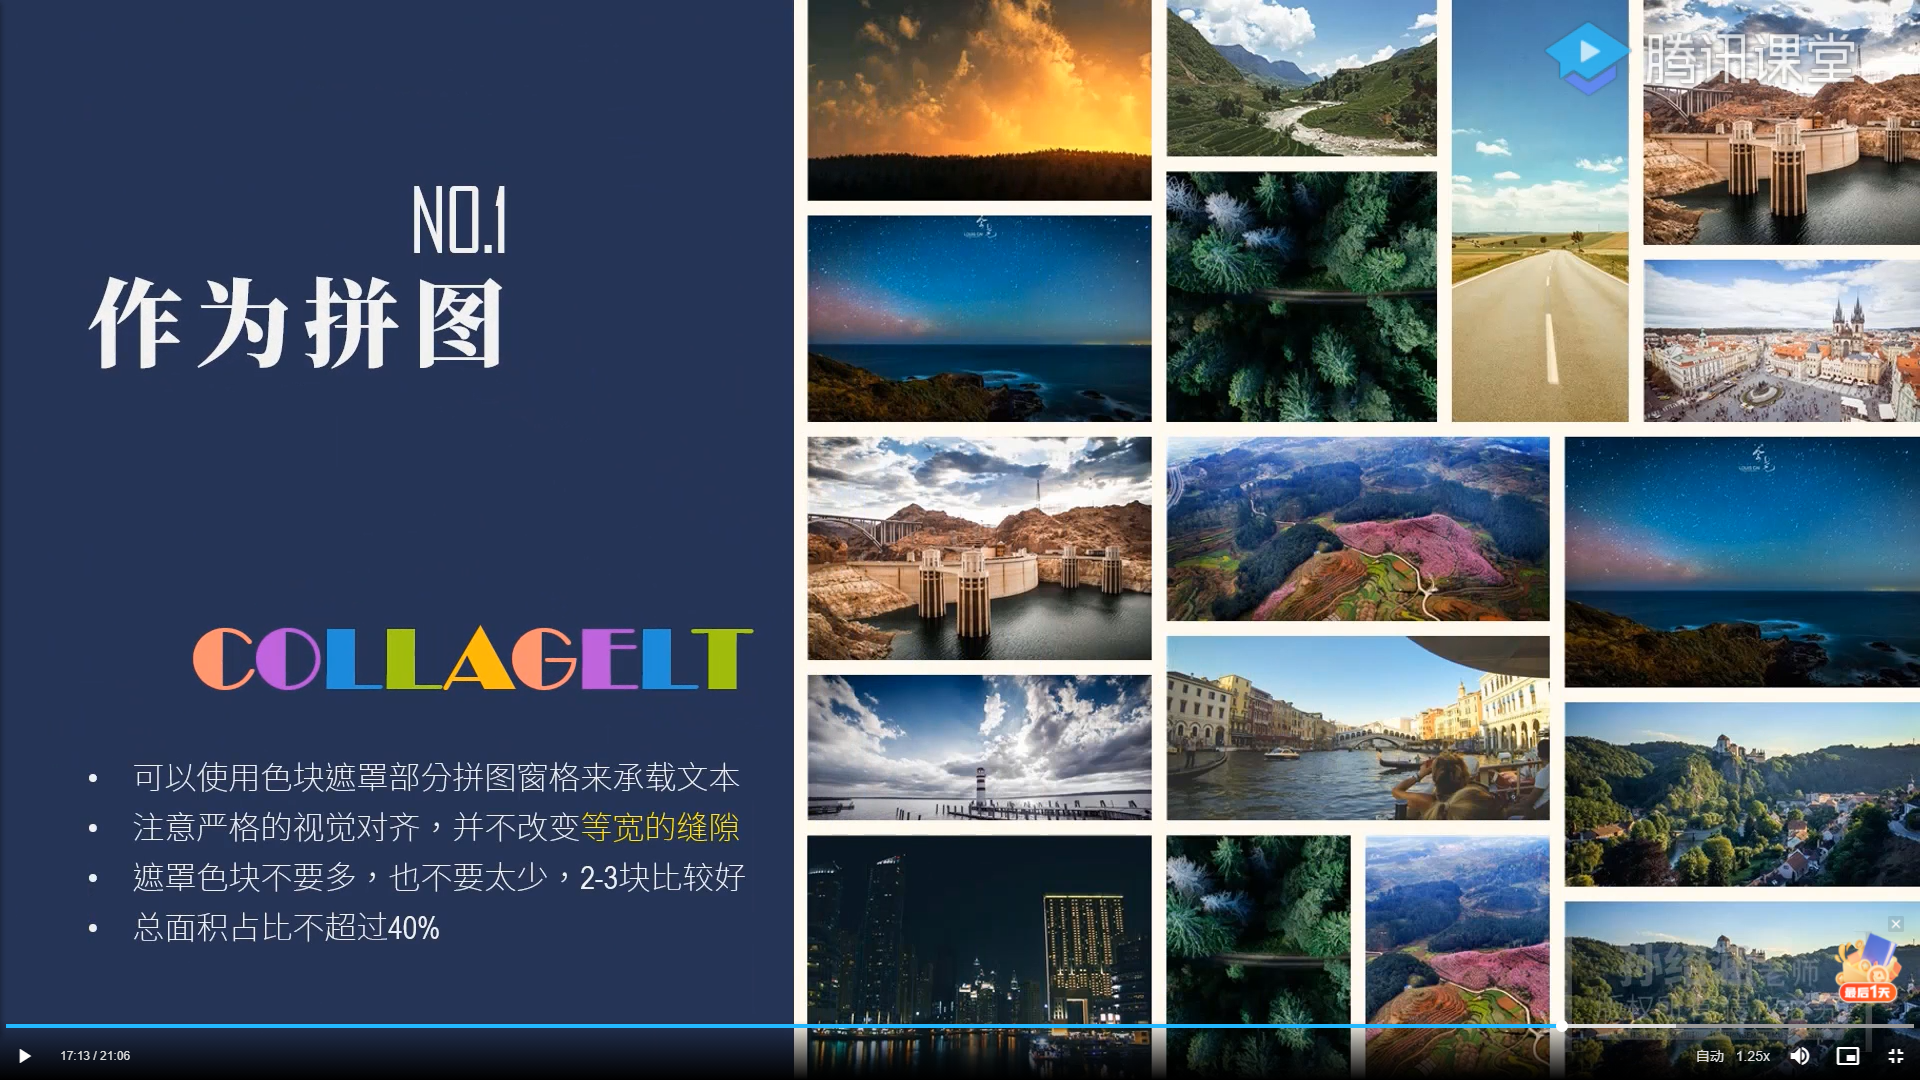 腾讯课堂
NO.1
作为拼图
COLLAGELT
• 可以使用色块遮罩部分拼图窗格来承载文本
• 注意严格的视觉对齐，并不改变等宽的缝隙
• 遮罩色块不要多，也不要太少，2-3块比较好
• 总面积占比不超过40%
老师
最后1天
17:13 / 21:06
自动
1.25x